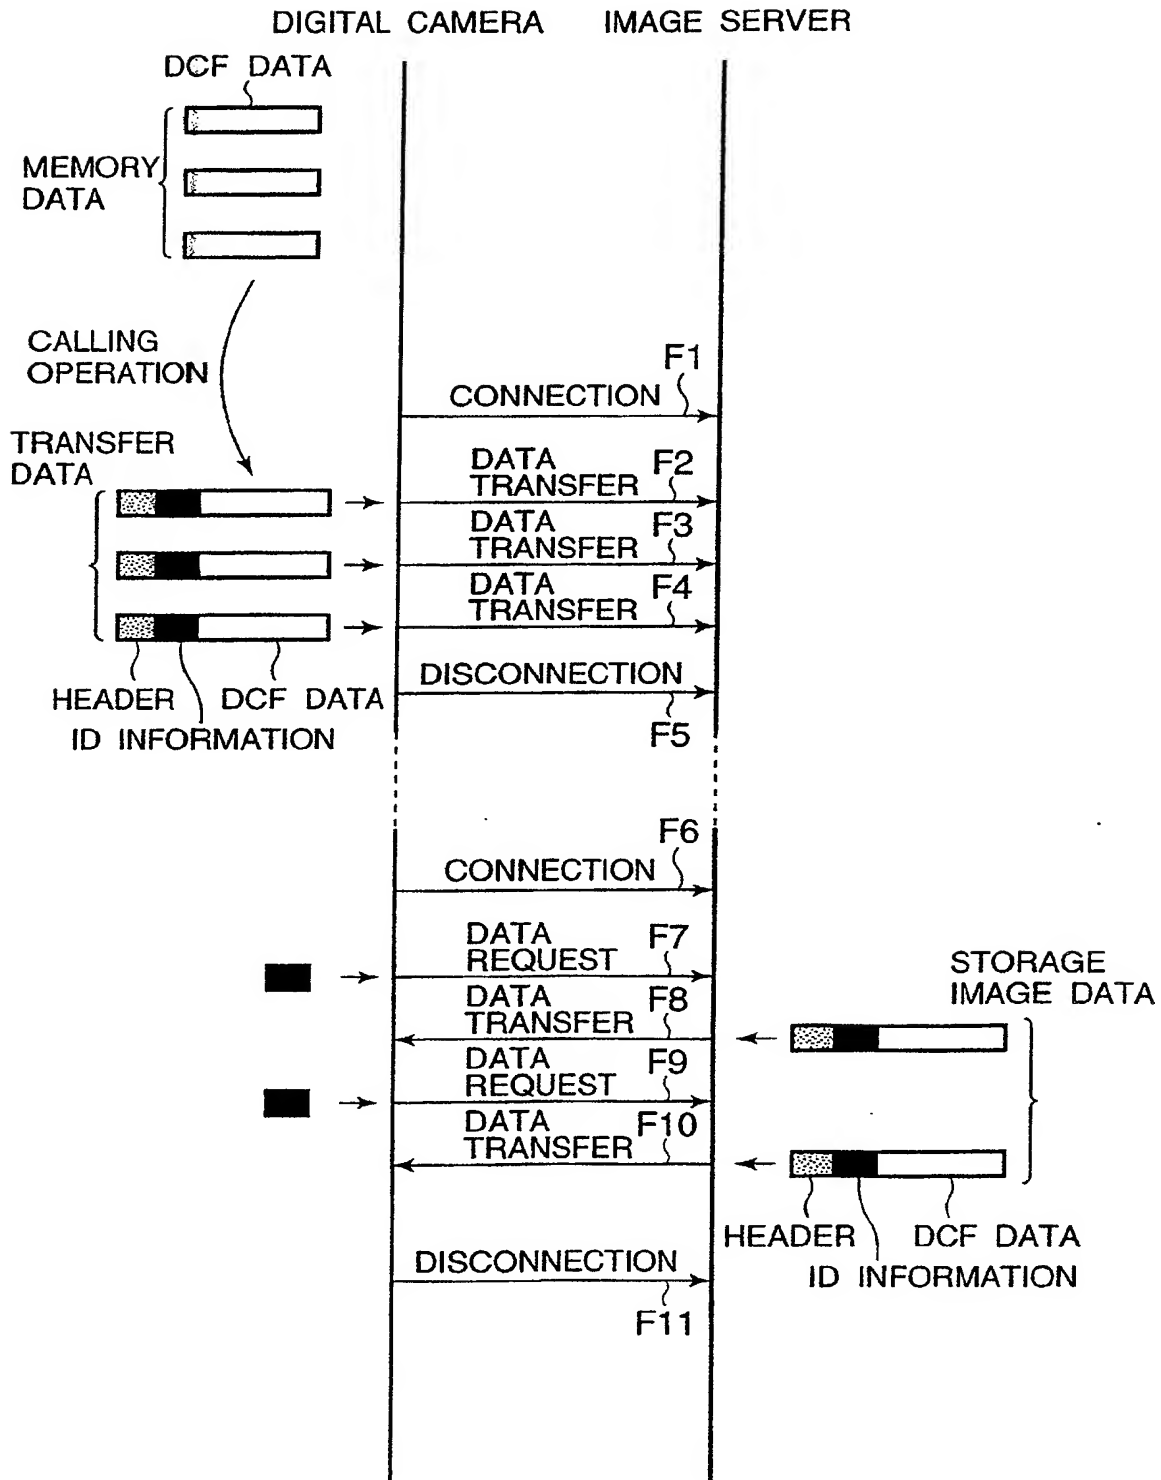 DIGITAL CAMERA IMAGE SERVER
DCF DATA
MEMORY
DATA
CALLING
OPERATION
F1
CONNECTION
TRANSFER
DATA
DATA
TRANSFER
F2
DATA
TRANSFER
F3
DATA
TRANSFER
F4
DISCONNECTION
F5
HEADER
DCF DATA
ID INFORMATION
F6
CONNECTION
DATA
REQUEST
F7
STORAGE
IMAGE DATA
DATA
TRANSFER
F8
DATA
REQUEST
F9
DATA
TRANSFER
F10
HEADER
DCF DATA
ID INFORMATION
DISCONNECTION
F11